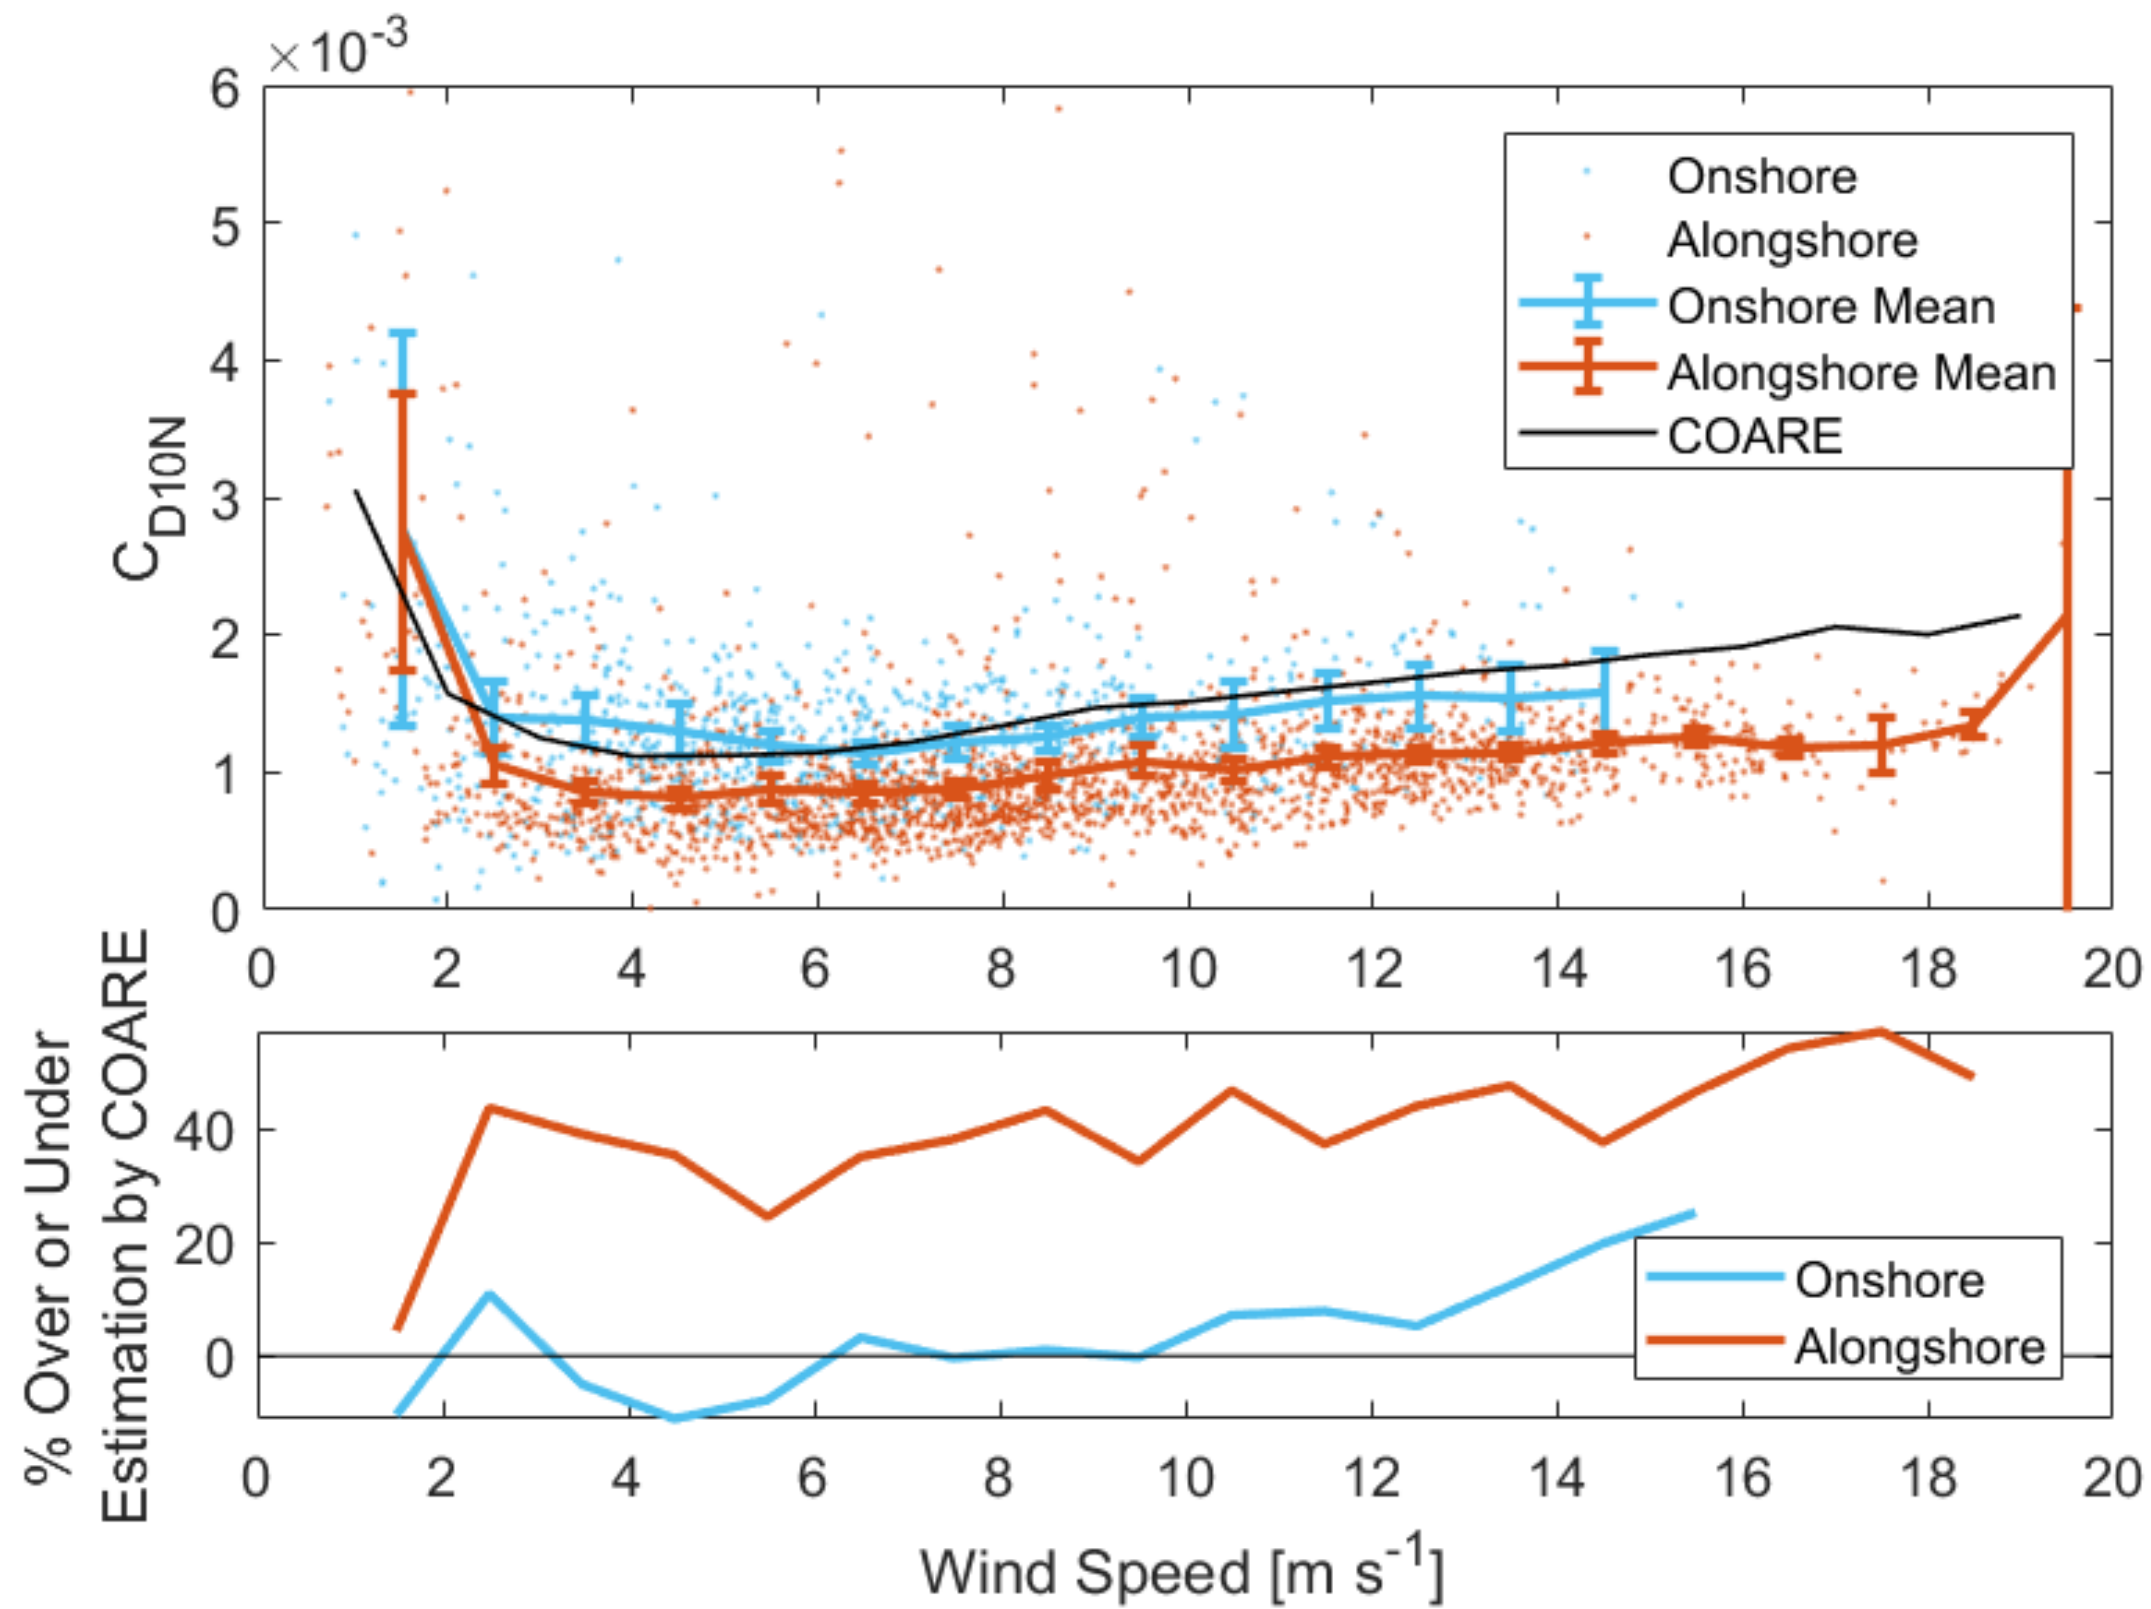 ×10-3
6
5
4
3
2
1
0
CD10N
Onshore
Alongshore
Onshore Mean
Alongshore Mean
COARE
0 2 4 6 8 10 12 14 16 18 20
% Over or Under
Estimation by COARE
40
20
0
Onshore
Alongshore
0 2 4 6 8 10 12 14 16 18 20
Wind Speed [m s-1]